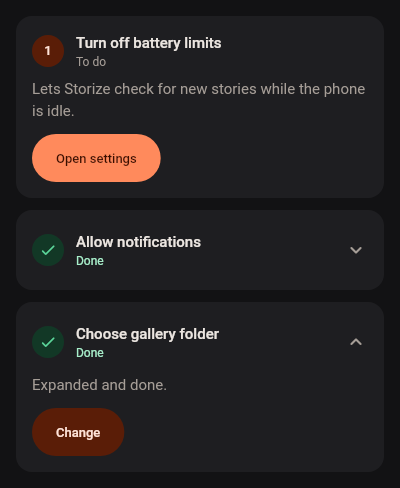 1
Turn off battery limits
To do
Lets Storize check for new stories while the phone
is idle.
Open settings
Allow notifications
Done
Choose gallery folder
Done
Expanded and done.
Change